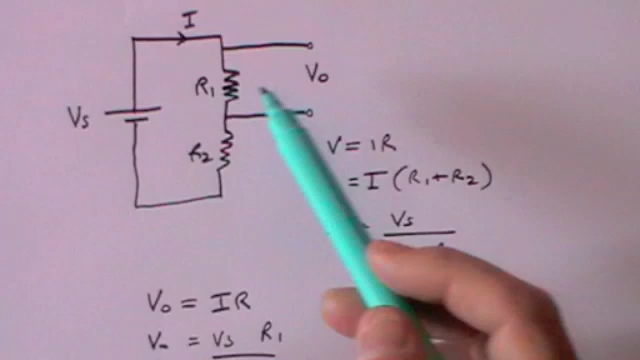 I
R1
Vo
Vs
R2
V = IR
= I (R1 + R2)
Vs
Vo = IR
= Vs R1